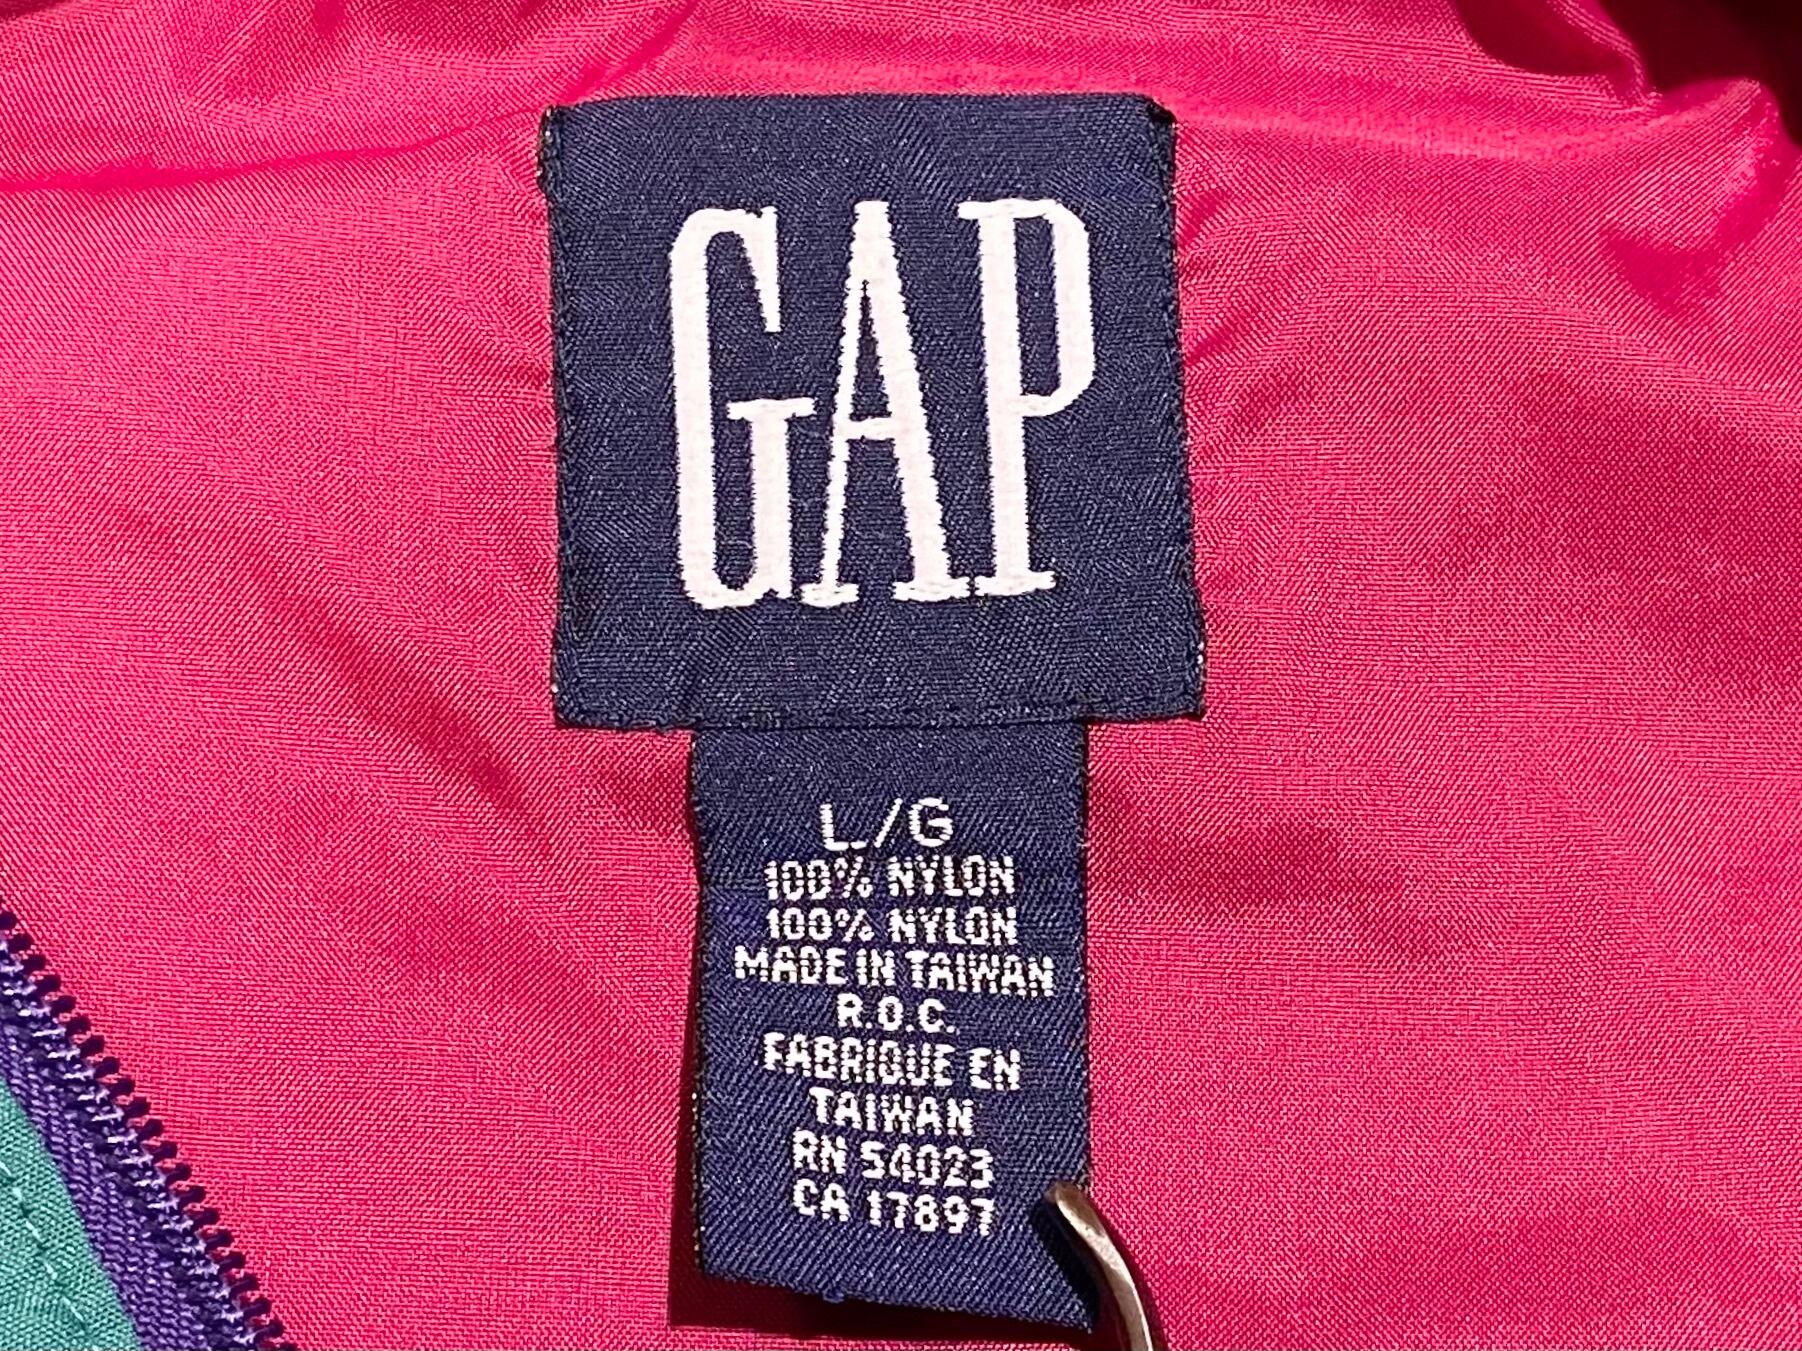 GAP
L./G
100% NYLON
100% NYLON
MADE IN TAIWAN
R.O.C.
FABRIQUE EN
TAIWAN
RN 54023
CA 17897